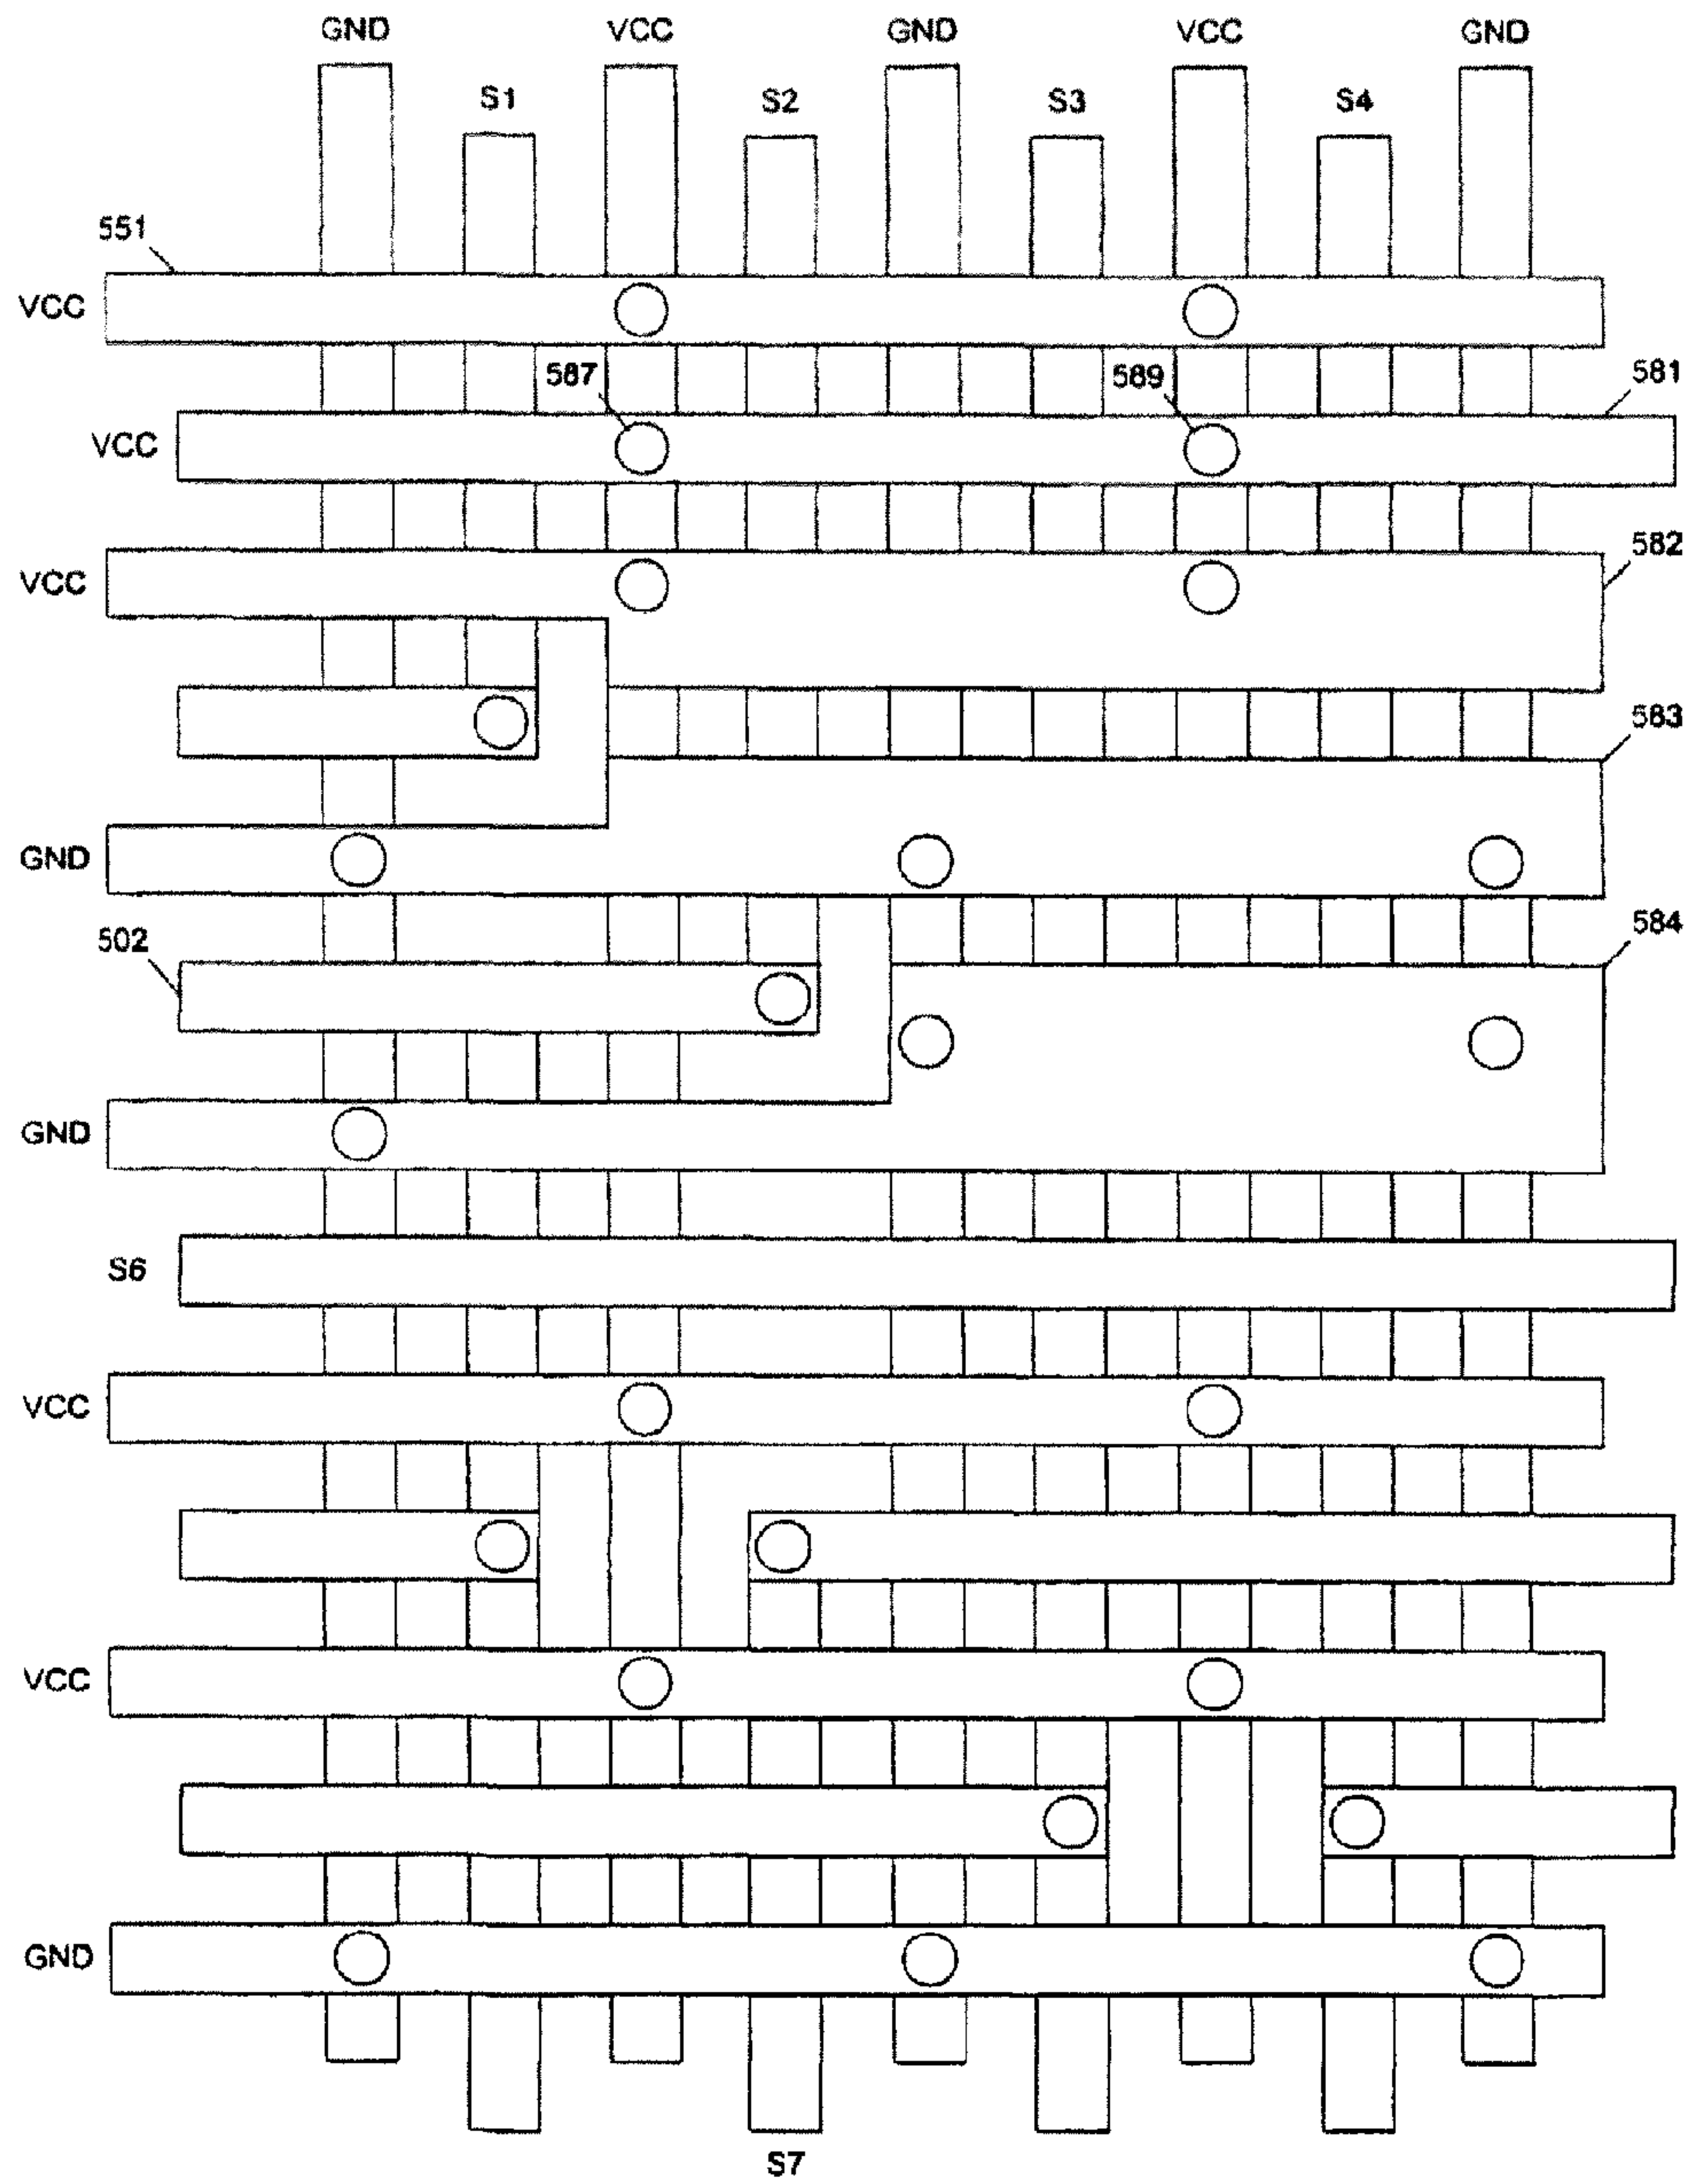 GND VCC GND VCC GND
S1 S2 S3 S4
551
VCC
587 589 581
VCC
582
VCC
583
GND
502 584
GND
S6
VCC
VCC
GND
S7